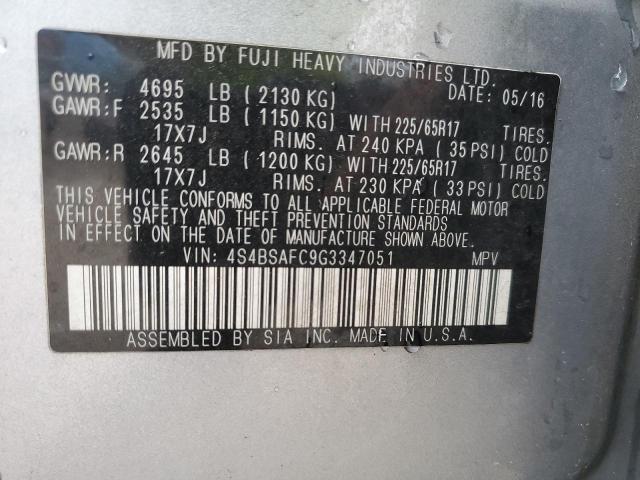 MFD BY FUJI HEAVY INDUSTRIES LTD.
GVWR: 4695 LB ( 2130 KG) DATE: 05/16
GAWR:F 2535 LB ( 1150 KG) WITH 225/65R17 TIRES.
17X7J RIMS. AT 240 KPA ( 35 PSI) COLD
GAWR:R 2645 LB ( 1200 KG) WITH 225/65R17 TIRES.
17X7J RIMS. AT 230 KPA ( 33 PSI) COLD
THIS VEHICLE CONFORMS TO ALL APPLICABLE FEDERAL MOTOR
VEHICLE SAFETY AND THEFT PREVENTION STANDARDS
IN EFFECT ON THE DATE OF MANUFACTURE SHOWN ABOVE.
VIN: 4S4BSAFC9G3347051 MPV
ASSEMBLED BY SIA INC. MADE IN U.S.A.